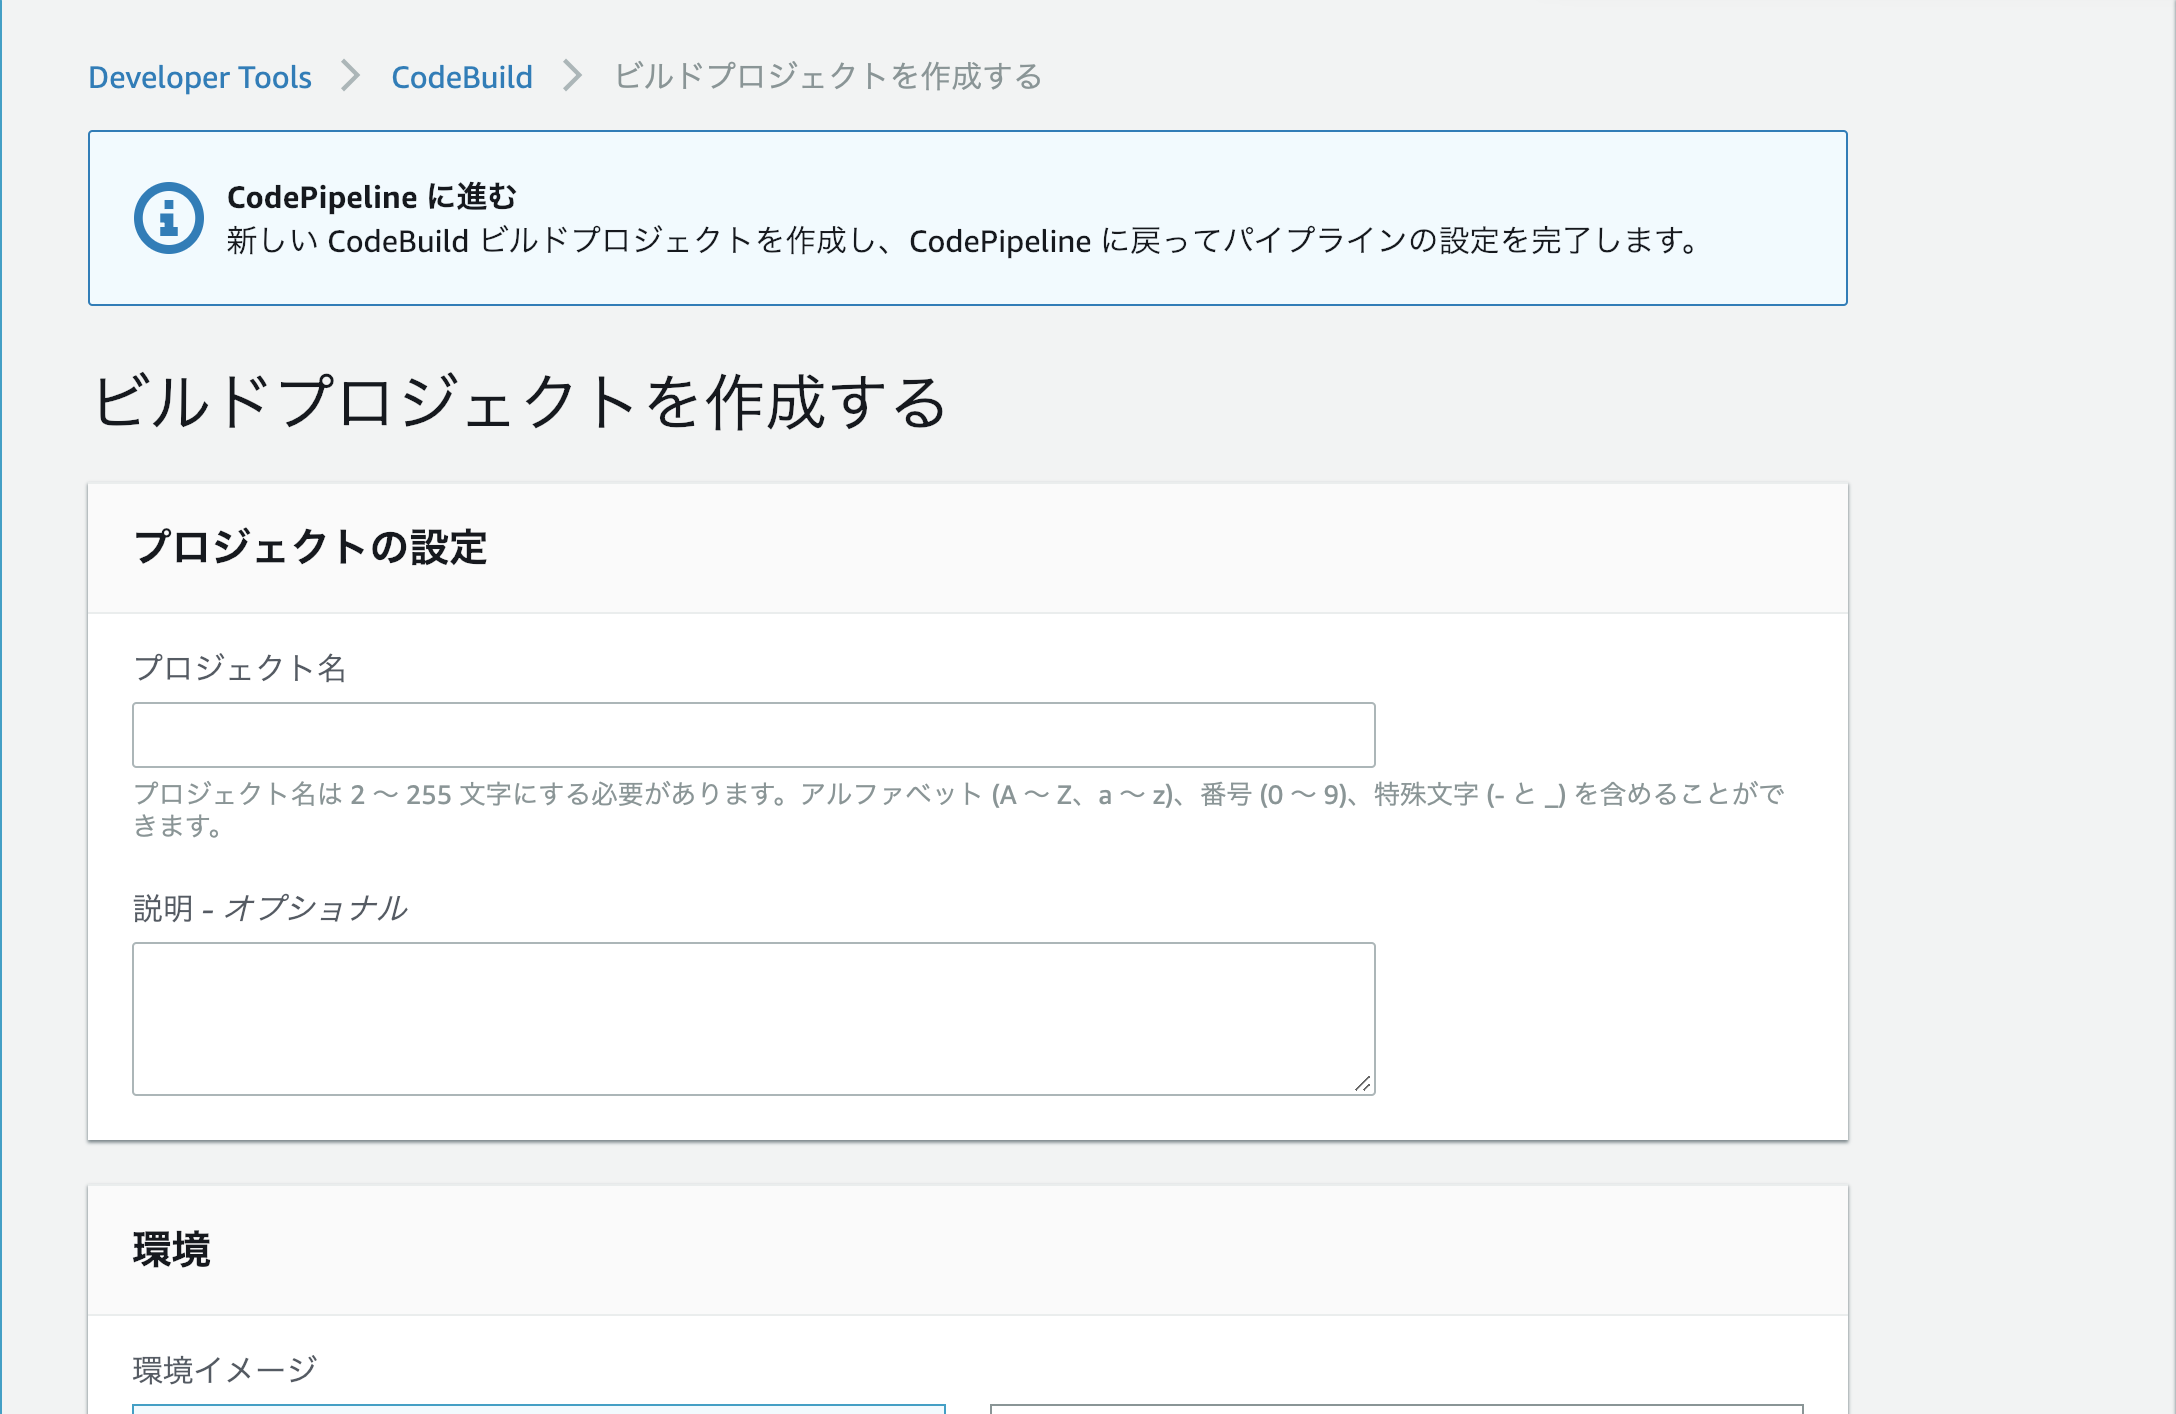 Developer Tools > CodeBuild > ビルドプロジェクトを作成する
CodePipeline に進む
新しい CodeBuild ビルドプロジェクトを作成し、CodePipeline に戻ってパイプラインの設定を完了します。
ビルドプロジェクトを作成する
プロジェクトの設定
プロジェクト名
プロジェクト名は 2 〜 255 文字にする必要があります。アルファベット (A 〜 Z、a 〜 z)、番号 (0 〜 9)、特殊文字 (- と _) を含めることがで
きます。
説明 - オプショナル
環境
環境イメージ